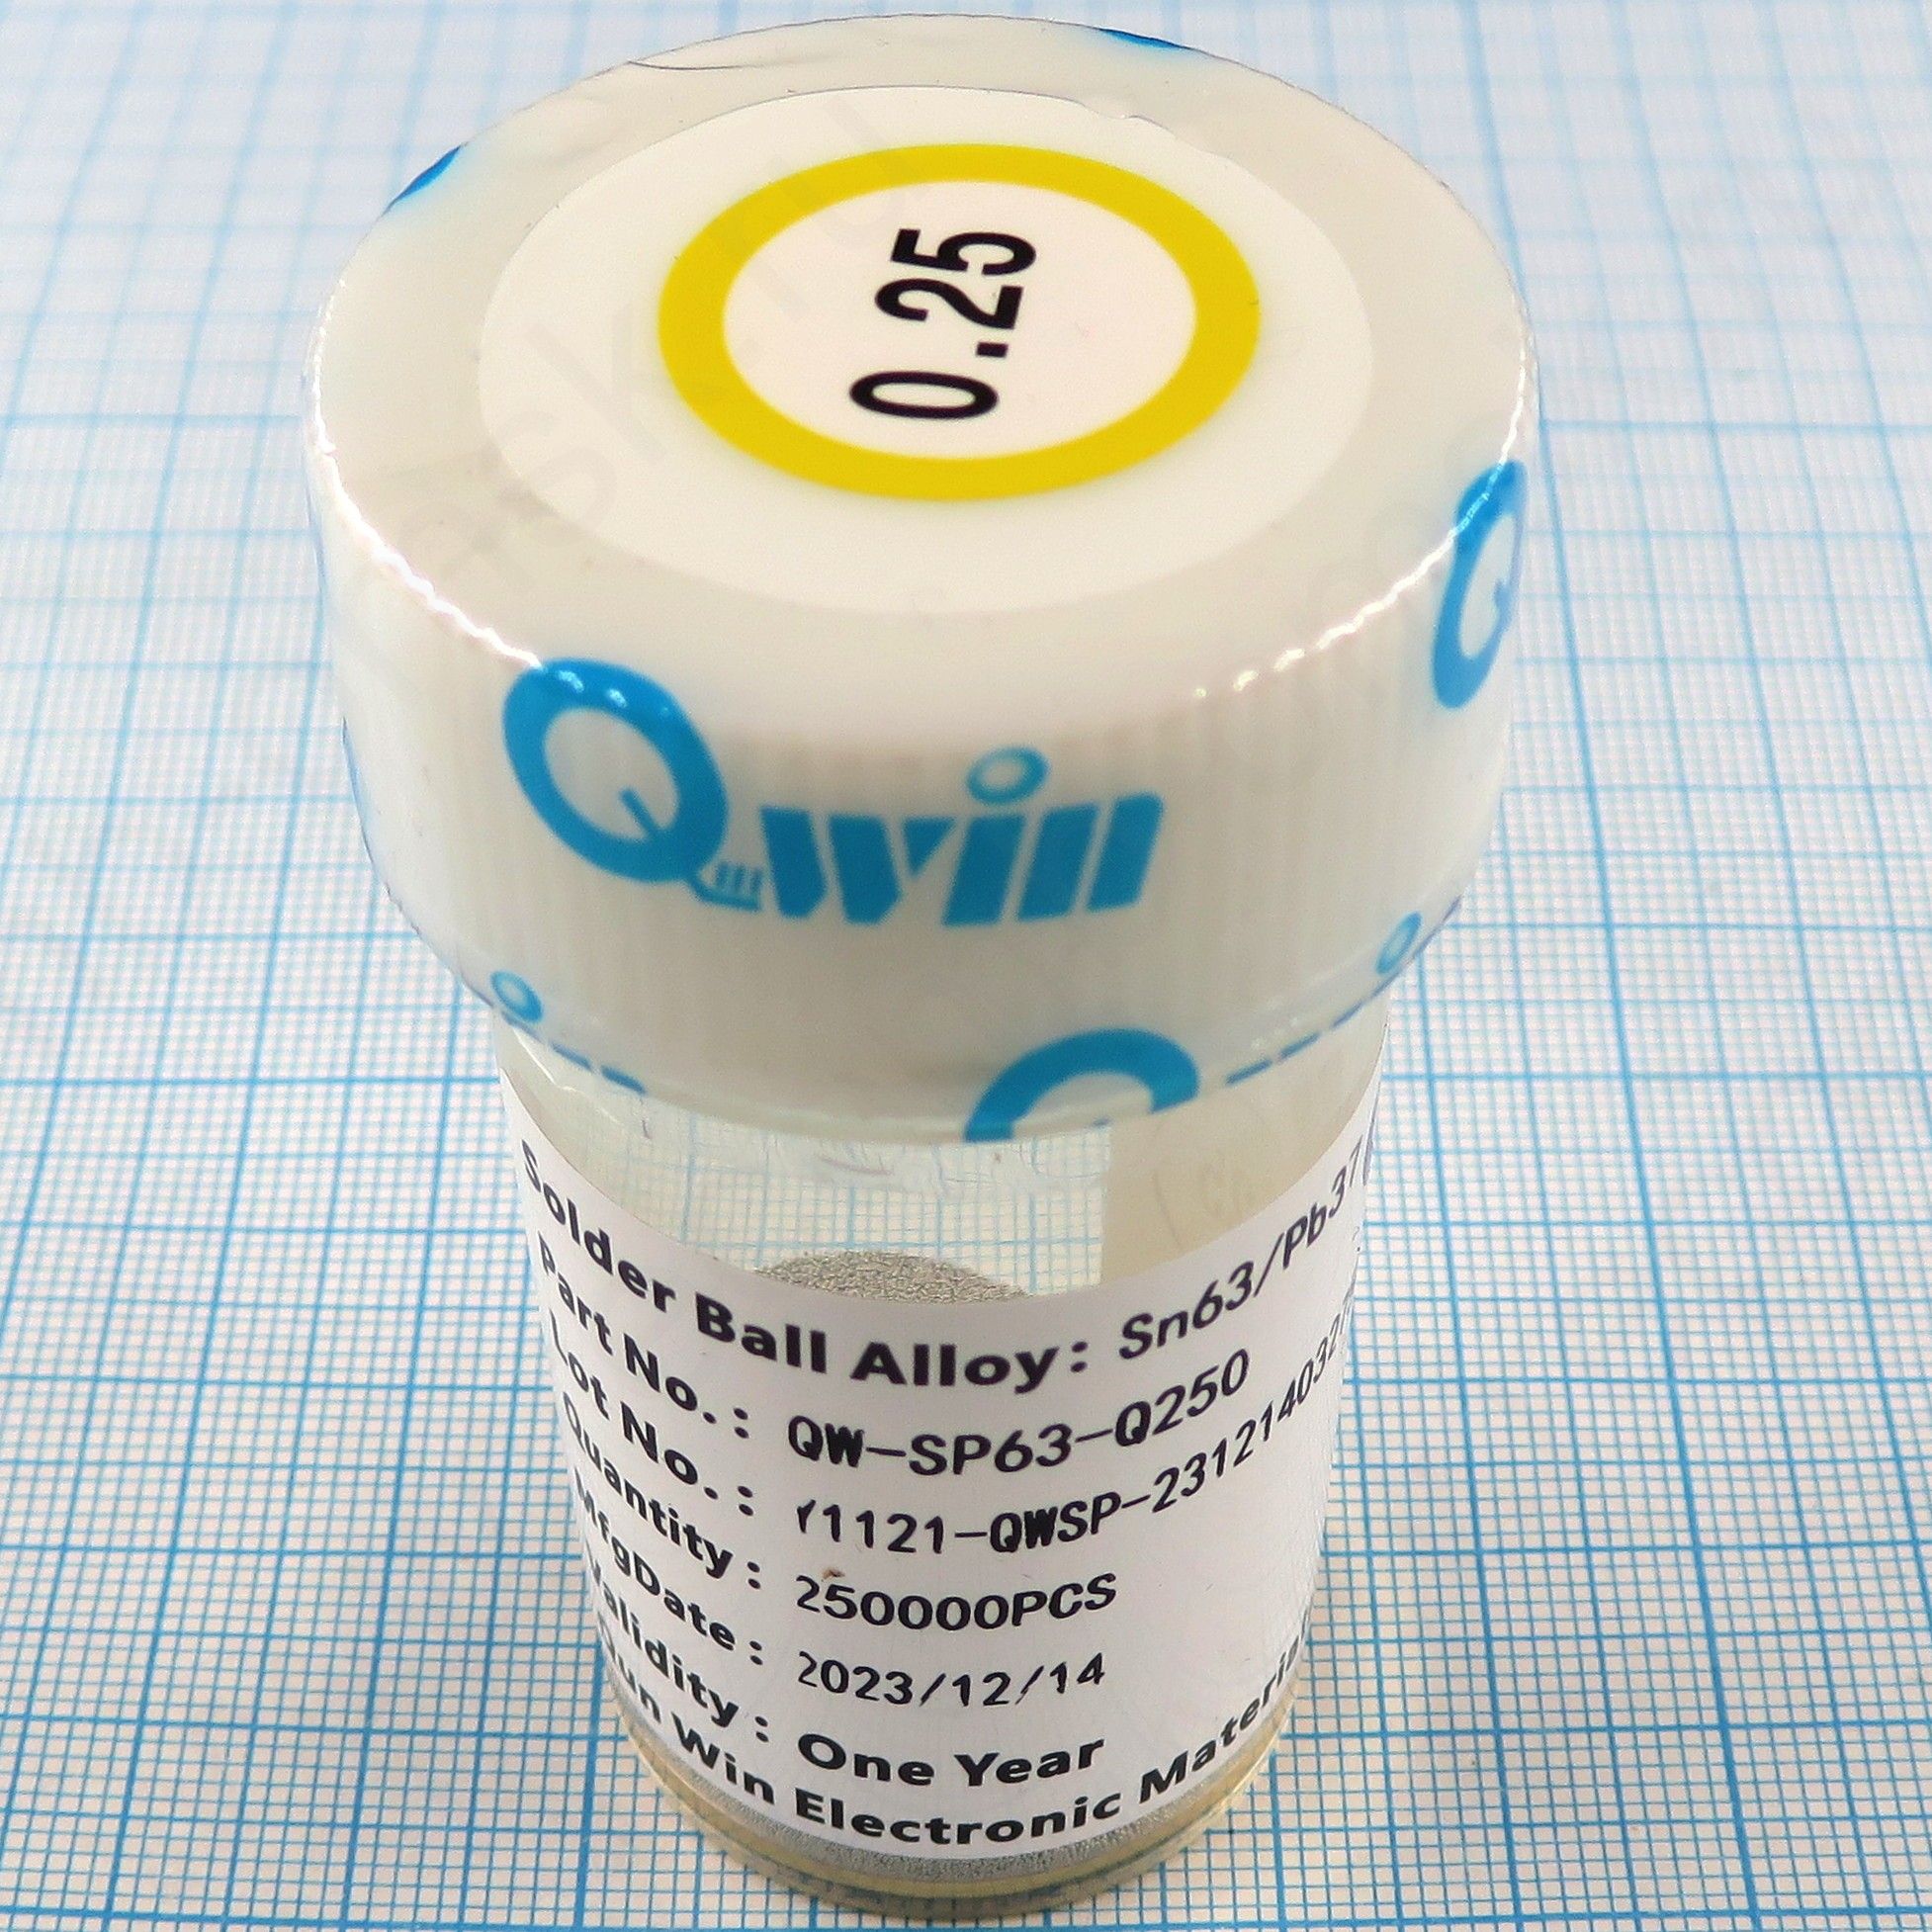 0.25
Qwin
Solder Ball Alloy: Sn63/Pb37
Part No.: QW-SP63-Q250
Lot No.: Y1121-QWSP-231214032
Quantity: 250000PCS
MfgDate: 2023/12/14
Validity: One Year
Win Electronic Material